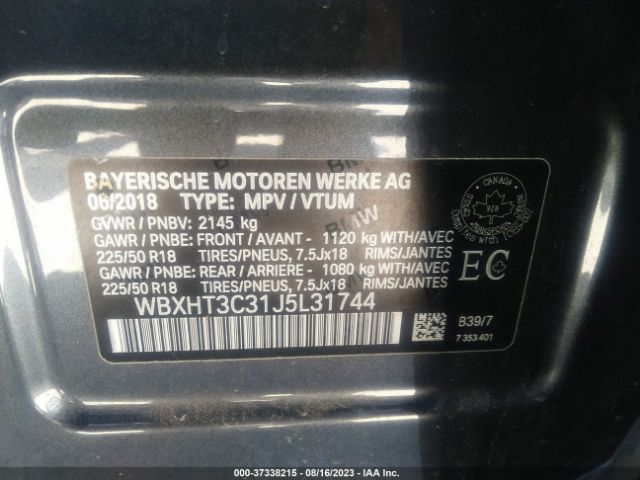 BAYERISCHE MOTOREN WERKE AG
06/2018 TYPE: MPV / VTUM
GVWR / PNBV: 2145 kg
GAWR / PNBE: FRONT / AVANT - 1120 kg WITH/AVEC
225/50 R18 TIRES/PNEUS, 7.5Jx18 RIMS/JANTES
GAWR / PNBE: REAR / ARRIERE - 1080 kg WITH/AVEC
225/50 R18 TIRES/PNEUS, 7.5Jx18 RIMS/JANTES
WBXHT3C31J5L31744
CANADA
978
TRANSPORT
EC
B39/7
7 353 401
BMW
000-37338215 - 08/16/2023 - IAA Inc.